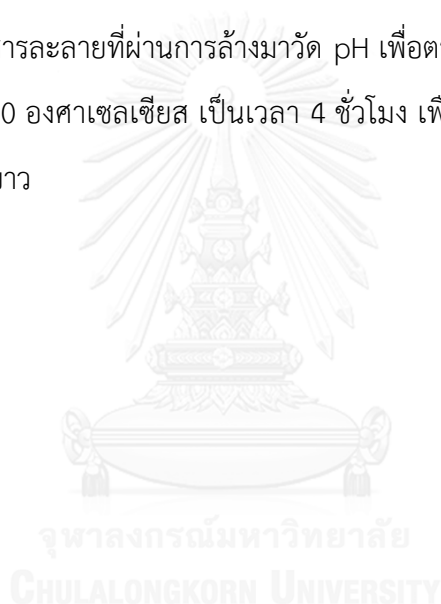 ารละลายที่ผ่านการล้างมาวัด pH เพื่อต
0 องศาเซลเซียส เป็นเวลา 4 ชั่วโมง เพื
าว
จุฬาลงกรณ์มหาวิทยาลัย
CHULALONGKORN UNIVERSITY